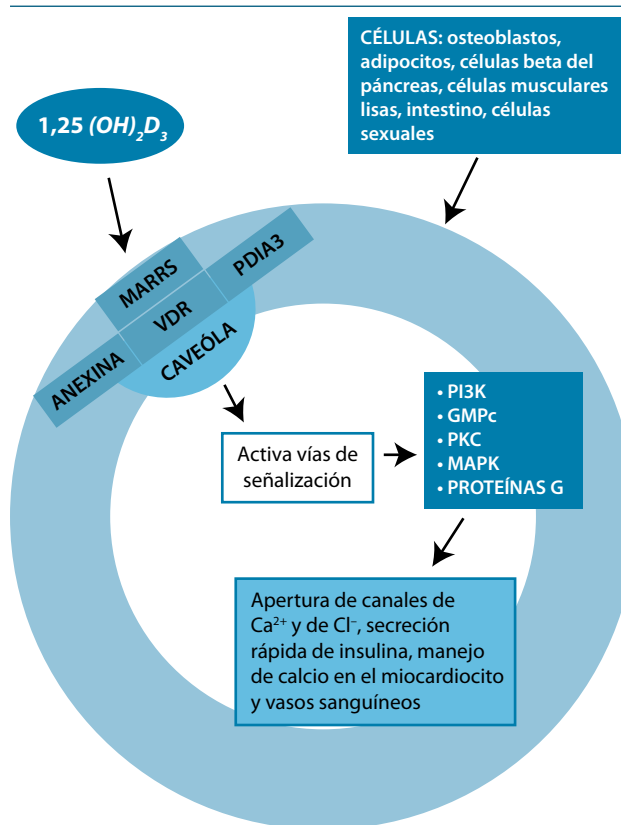 CÉLULAS: osteoblastos,
adipocitos, células beta del
páncreas, células musculares
lisas, intestino, células
sexuales
1,25 (OH)₂D₃
MARRS
PDIA3
VDR
ANEXINA
CAVEÓLA
Activa vías de
señalización
• PI3K
• GMPc
• PKC
• MAPK
• PROTEÍNAS G
Apertura de canales de
Ca²⁺ y de Cl⁻, secreción
rápida de insulina, manejo
de calcio en el miocardiocito
y vasos sanguíneos